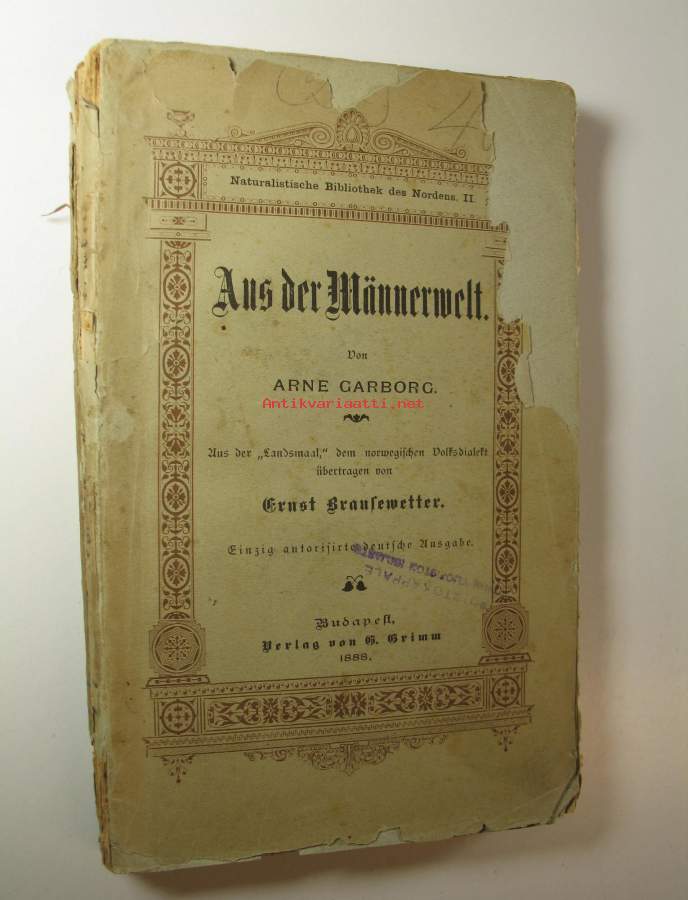 Naturalistische Bibliothek des Nordens. II.
Aus der Männerwelt.
Von
ARNE GARBORG.
Antikvariaatti.net
Aus der „Landsmaal,“ dem norwegischen Volksdialekt
übertragen von
Ernst Brausewetter.
Einzig autorisirte deutsche Ausgabe.
Budapest,
Verlag von G. Grimm
1888.